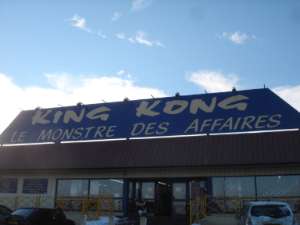 KING KONG
LE MONSTRE DES AFFAIRES